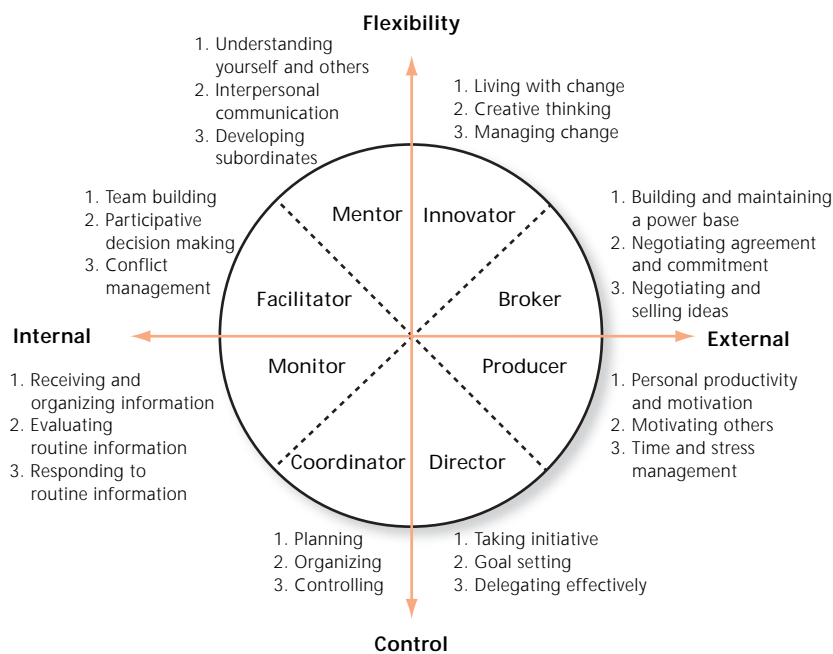 Flexibility
1. Understanding
yourself and others
2. Interpersonal
communication
3. Developing
subordinates
1. Living with change
2. Creative thinking
3. Managing change
1. Team building
2. Participative
decision making
3. Conflict
management
Mentor
Innovator
1. Building and maintaining
a power base
2. Negotiating agreement
and commitment
3. Negotiating and
selling ideas
Facilitator
Broker
Internal
External
Monitor
Producer
1. Receiving and
organizing information
2. Evaluating
routine information
3. Responding to
routine information
1. Personal productivity
and motivation
2. Motivating others
3. Time and stress
management
Coordinator
Director
1. Planning
2. Organizing
3. Controlling
1. Taking initiative
2. Goal setting
3. Delegating effectively
Control